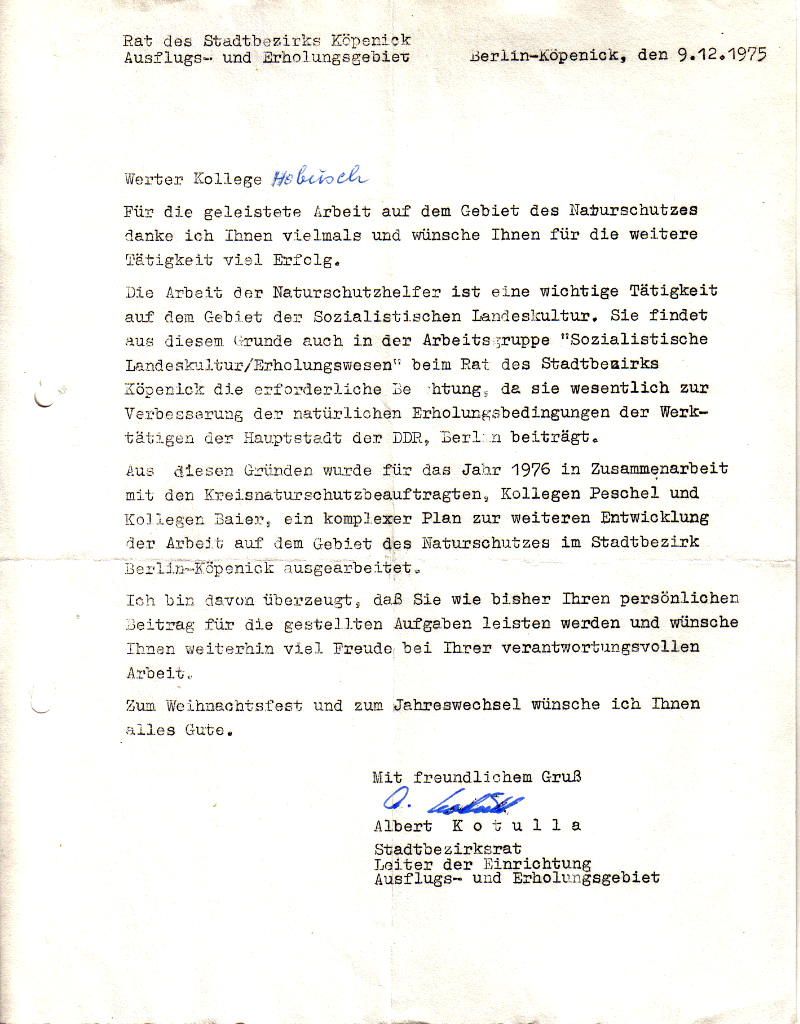 Rat des Stadtbezirks Köpenick
Ausflugs- und Erholungsgebiet
Berlin-Köpenick, den 9.12.1975
Werter Kollege Hobusch
Für die geleistete Arbeit auf dem Gebiet des Naturschutzes
danke ich Ihnen vielmals und wünsche Ihnen für die weitere
Tätigkeit viel Erfolg.
Die Arbeit der Naturschutzhelfer ist eine wichtige Tätigkeit
auf dem Gebiet der Sozialistischen Landeskultur. Sie findet
aus diesem Grunde auch in der Arbeitsgruppe "Sozialistische
Landeskultur/Erholungswesen" beim Rat des Stadtbezirks
Köpenick die erforderliche Beachtung, da sie wesentlich zur
Verbesserung der natürlichen Erholungsbedingungen der Werk-
tätigen der Hauptstadt der DDR, Berlin beiträgt.
Aus diesen Gründen wurde für das Jahr 1976 in Zusammenarbeit
mit den Kreisnaturschutzbeauftragten, Kollegen Peschel und
Kollegen Baier, ein komplexer Plan zur weiteren Entwicklung
der Arbeit auf dem Gebiet des Naturschutzes im Stadtbezirk
Berlin-Köpenick ausgearbeitet.
Ich bin davon überzeugt, daß Sie wie bisher Ihren persönlichen
Beitrag für die gestellten Aufgaben leisten werden und wünsche
Ihnen weiterhin viel Freude bei Ihrer verantwortungsvollen
Arbeit.
Zum Weihnachtsfest und zum Jahreswechsel wünsche ich Ihnen
alles Gute.
Mit freundlichem Gruß
A. Kotulla
Albert K o t u l l a
Stadtbezirksrat
Leiter der Einrichtung
Ausflugs- und Erholungsgebiet